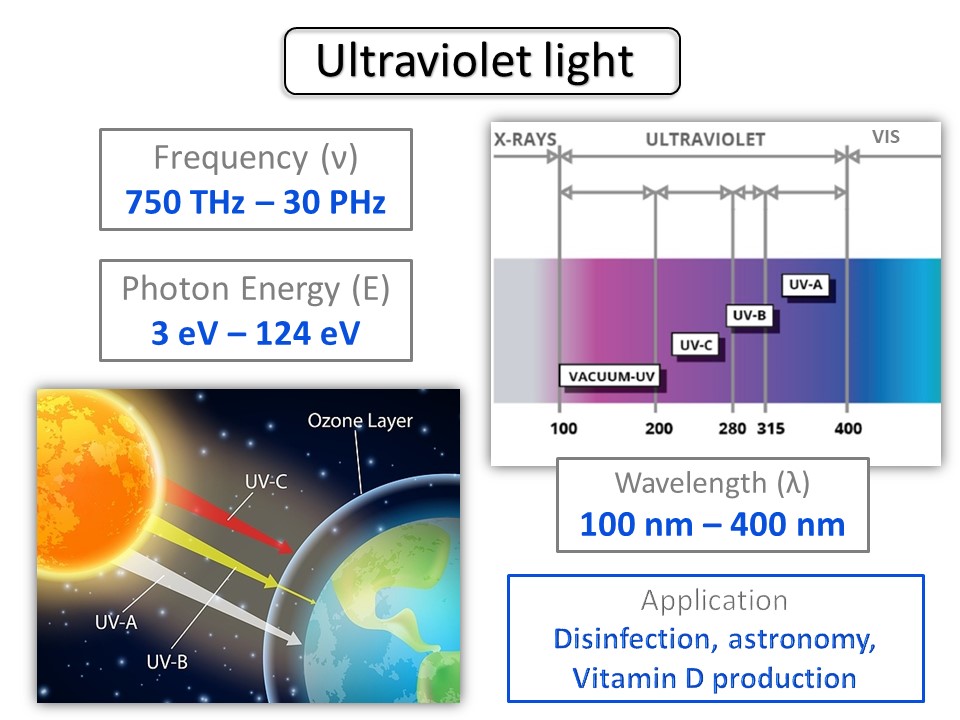 Ultraviolet light
Frequency (ν)
750 THz – 30 PHz
Photon Energy (E)
3 eV – 124 eV
X-RAYS ULTRAVIOLET VIS
UV-A
UV-B
UV-C
VACUUM-UV
100 200 280 315 400
Wavelength (λ)
100 nm – 400 nm
Ozone Layer
UV-C
UV-A
UV-B
Application
Disinfection, astronomy,
Vitamin D production